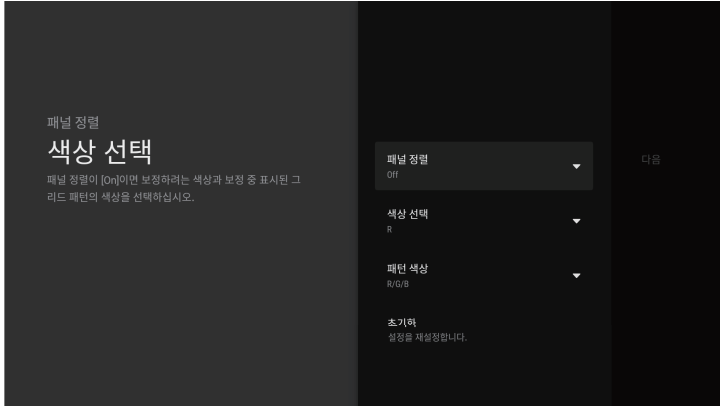 패널 정렬
색상 선택
패널 정렬이 [On]이면 보정하려는 색상과 보정 중 표시된 그
리드 패턴의 색상을 선택하십시오.
패널 정렬
Off
색상 선택
R
패턴 색상
R/G/B
초기화
설정을 재설정합니다.
다음